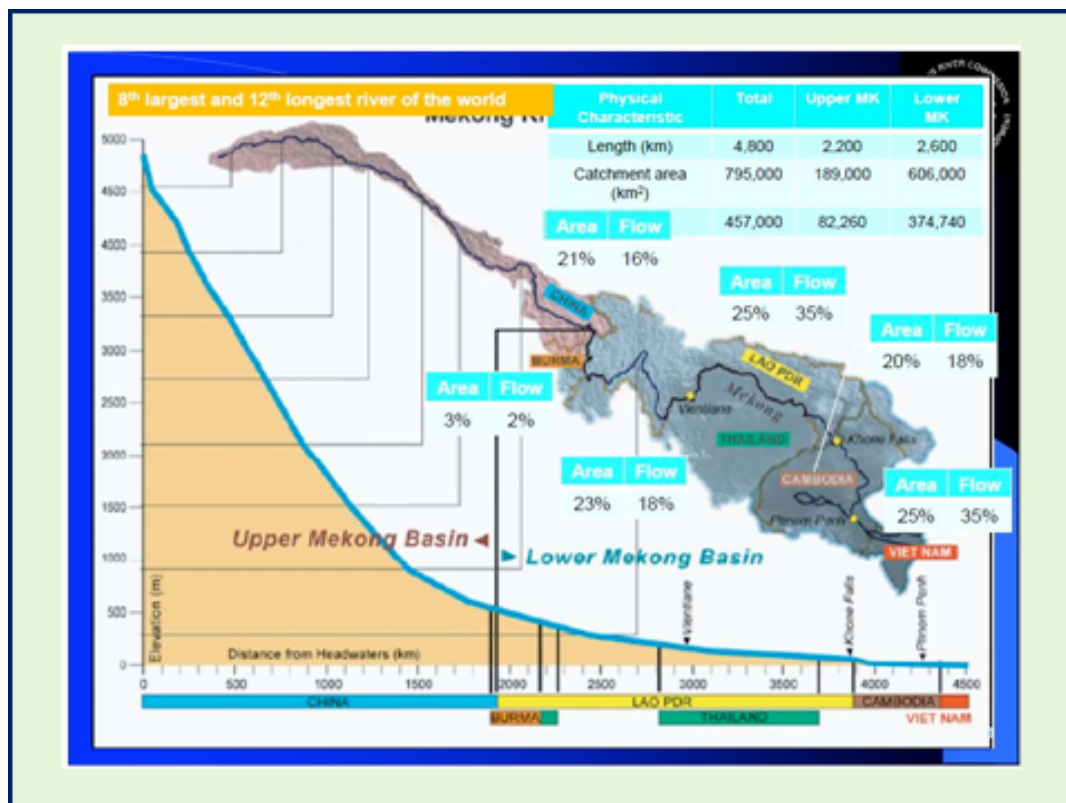 8th largest and 12th longest river of the world
Physical Characteristic Total Upper MK Lower MK
Length (km) 4,800 2,200 2,600
Catchment area (km²) 795,000 189,000 606,000
457,000 82,260 374,740
Area Flow
21% 16%
Area Flow
25% 35%
Area Flow
20% 18%
Area Flow
3% 2%
Area Flow
23% 18%
Area Flow
25% 35%
CHINA
BURMA
LAO PDR
Mekong
Vientiane
THAILAND
Khone Falls
CAMBODIA
Phnom Penh
VIET NAM
Upper Mekong Basin
Lower Mekong Basin
5000
4500
4000
3500
3000
2500
2000
1500
1000
500
0
Elevation (m)
Distance from Headwaters (km)
Vientiane
Khone Falls
Phnom Penh
0 500 1000 1500 2000 2500 3000 3500 4000 4500
CHINA LAO PDR CAMBODIA
BURMA THAILAND VIET NAM
RIVER COMMISSION